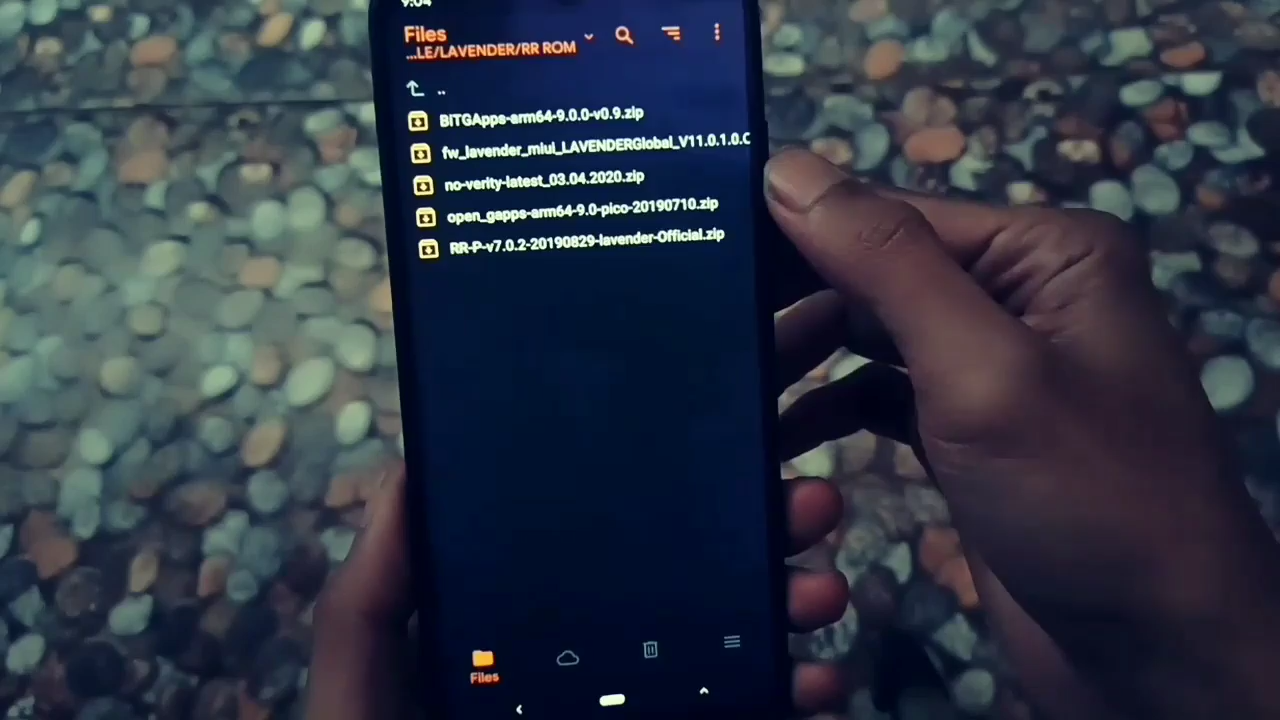 9:04
Files
...LE/LAVENDER/RR ROM
..
BITGApps-arm64-9.0.0-v0.9.zip
fw_lavender_miui_LAVENDERGlobal_V11.0.1.0.C
no-verity-latest_03.04.2020.zip
open_gapps-arm64-9.0-pico-20190710.zip
RR-P-v7.0.2-20190829-lavender-Official.zip
Files